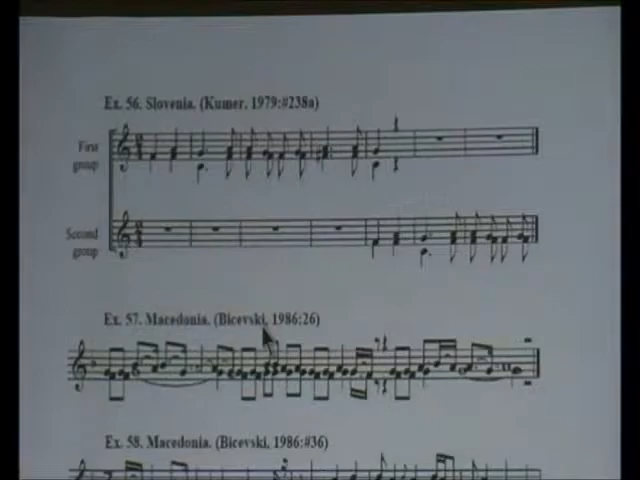 Ex. 56. Slovenia. (Kumer, 1979:#238a)
First
group
Second
group
Ex. 57. Macedonia. (Bicevski, 1986:26)
Ex. 58. Macedonia. (Bicevski, 1986:#36)